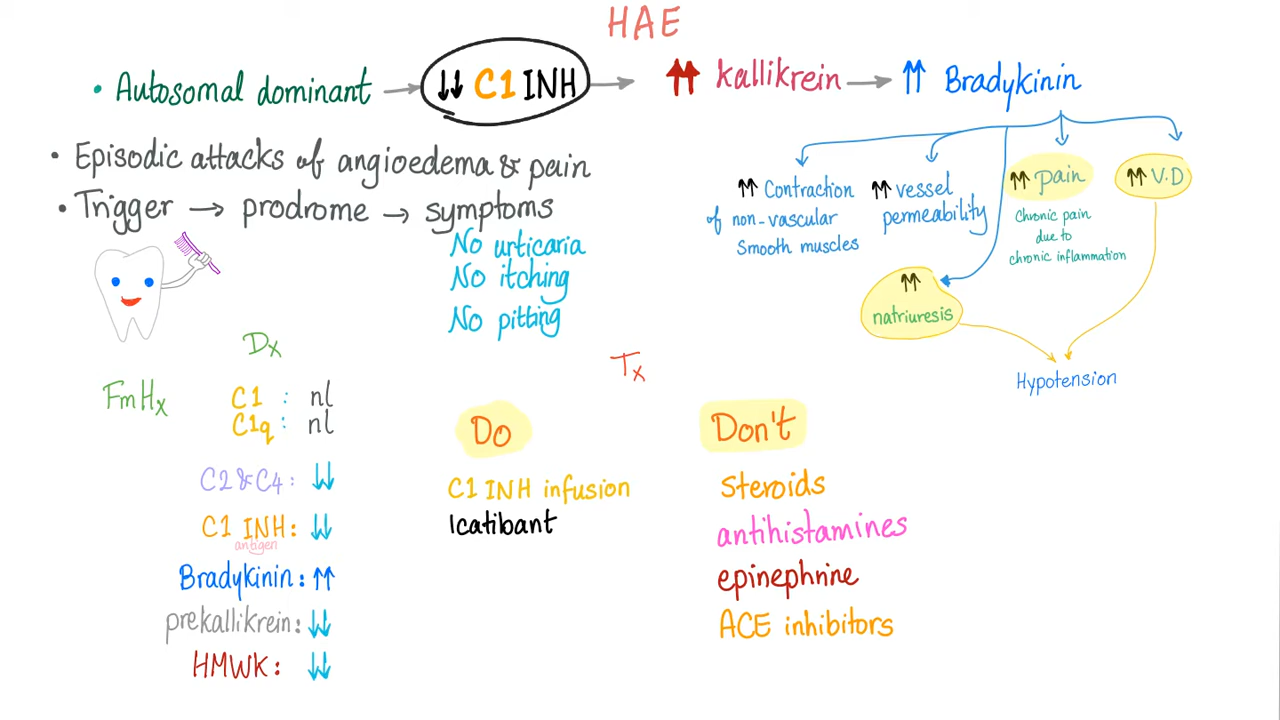 HAE
• Autosomal dominant → ↓↓ C1 INH → ↑↑ kallikrein → ↑↑ Bradykinin
• Episodic attacks of angioedema & pain
• Trigger → prodrome → symptoms
No urticaria
No itching
No pitting
↑↑ Contraction
of non-vascular
Smooth muscles
↑↑ vessel
permeability
↑↑ pain
Chronic pain
due to
chronic inflammation
↑↑ V.D
↑↑
natriuresis
Hypotension
Dx
FmHx
C1 : nl
C1q : nl
C2 & C4 : ↓↓
C1 INH : ↓↓
antigen
Bradykinin : ↑↑
prekallikrein : ↓↓
HMWK : ↓↓
Tx
Do
C1 INH infusion
Icatibant
Don't
Steroids
antihistamines
epinephrine
ACE inhibitors